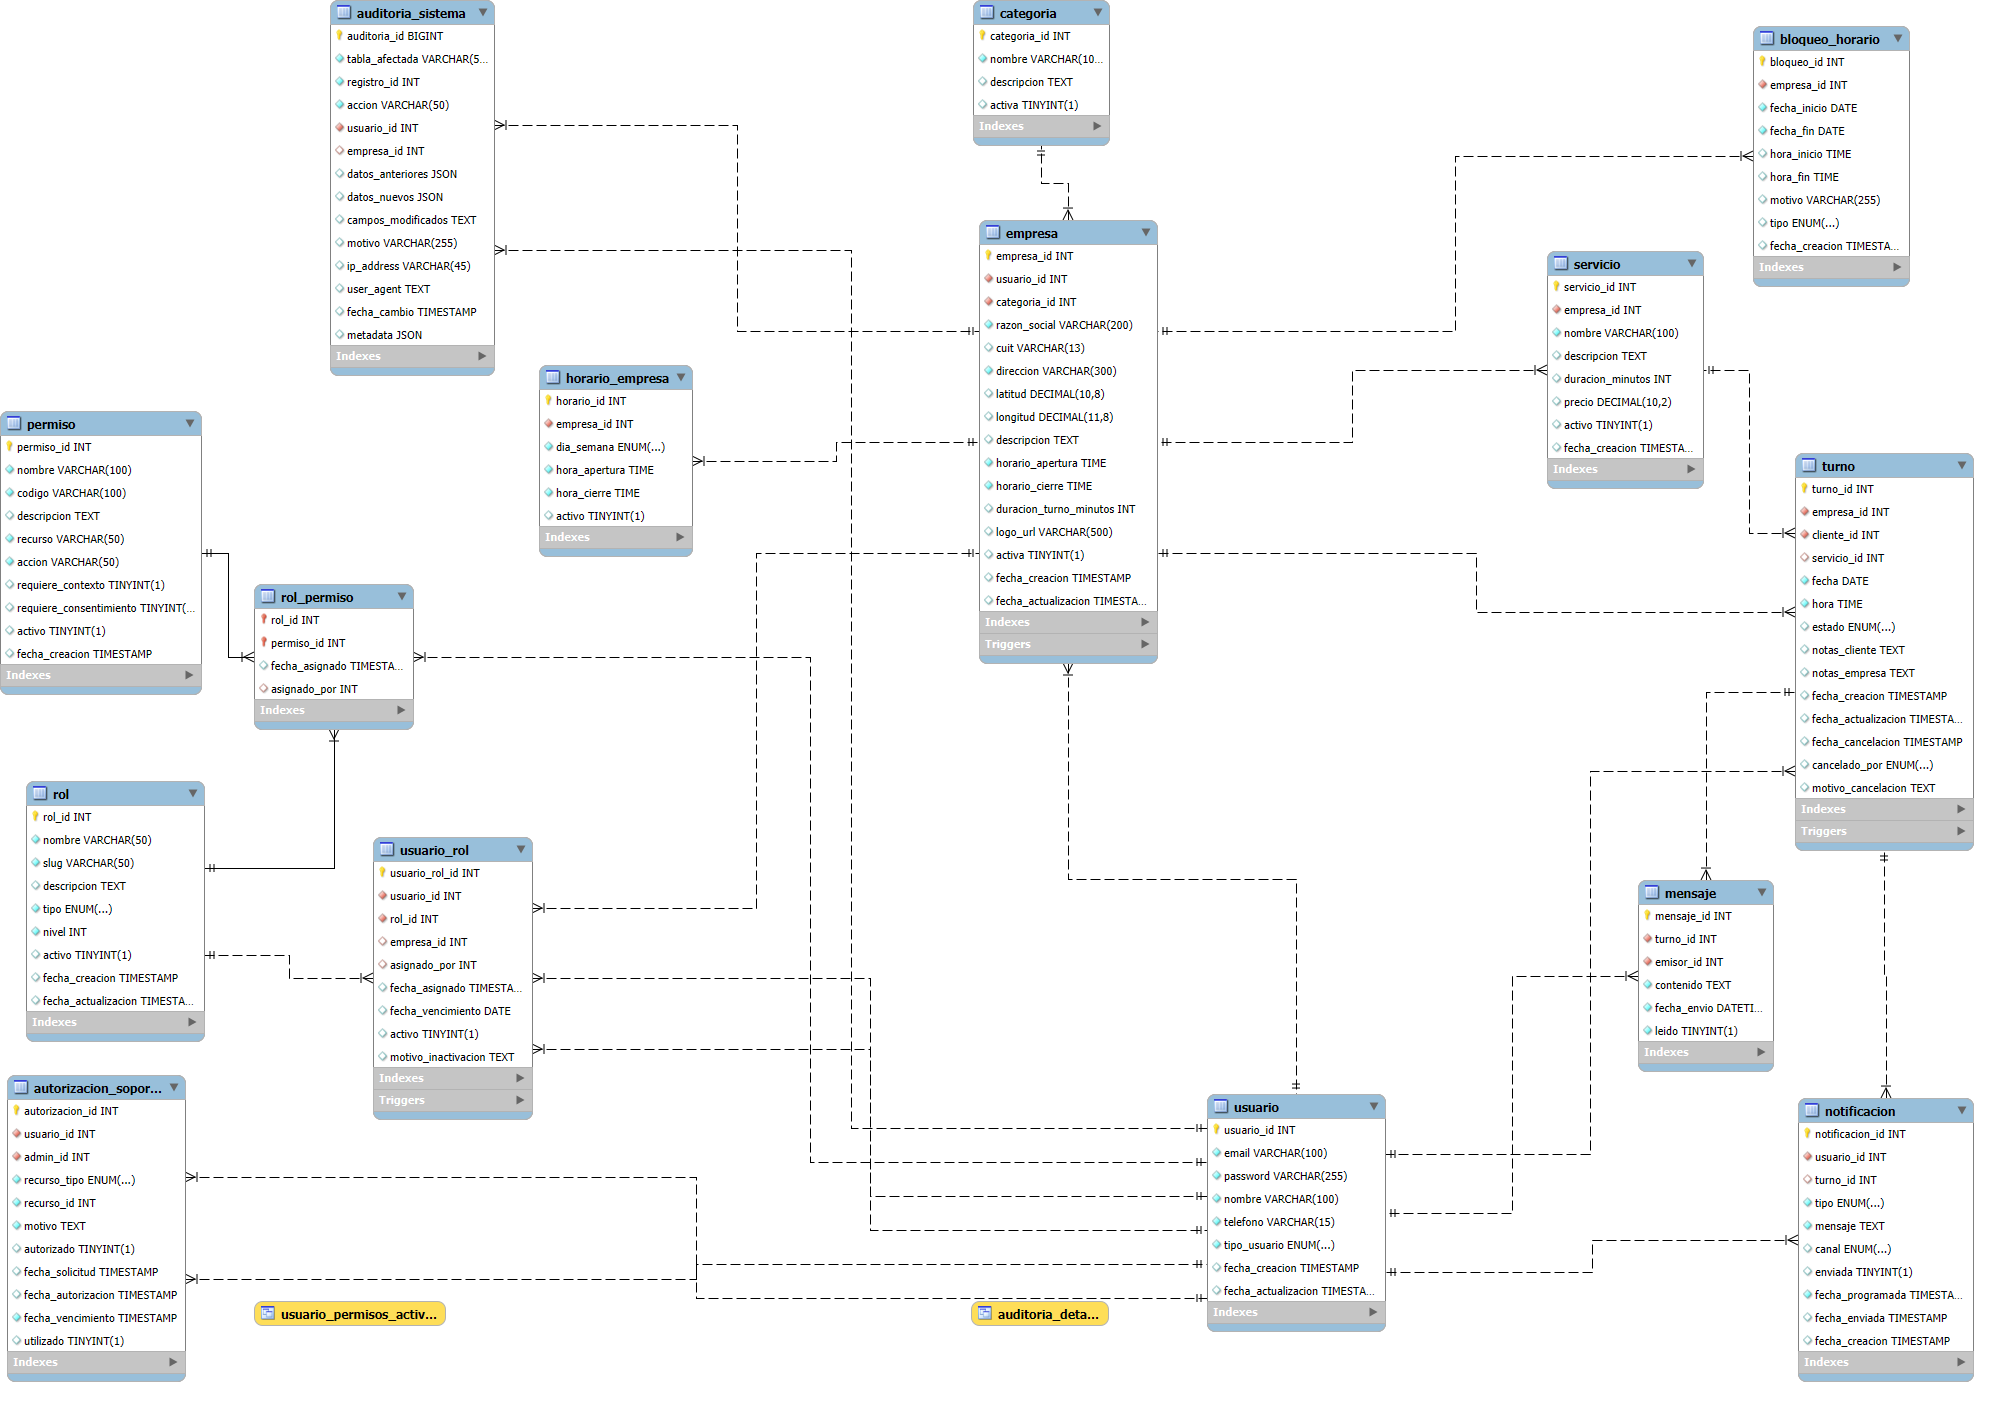 auditoria_sistema
auditoria_id BIGINT
tabla_afectada VARCHAR(5...
registro_id INT
accion VARCHAR(50)
usuario_id INT
empresa_id INT
datos_anteriores JSON
datos_nuevos JSON
campos_modificados TEXT
motivo VARCHAR(255)
ip_address VARCHAR(45)
user_agent TEXT
fecha_cambio TIMESTAMP
metadata JSON
Indexes
categoria
categoria_id INT
nombre VARCHAR(10...
descripcion TEXT
activa TINYINT(1)
Indexes
bloqueo_horario
bloqueo_id INT
empresa_id INT
fecha_inicio DATE
fecha_fin DATE
hora_inicio TIME
hora_fin TIME
motivo VARCHAR(255)
tipo ENUM(...)
fecha_creacion TIMESTA...
Indexes
empresa
empresa_id INT
usuario_id INT
categoria_id INT
razon_social VARCHAR(200)
cuit VARCHAR(13)
direccion VARCHAR(300)
latitud DECIMAL(10,8)
longitud DECIMAL(11,8)
descripcion TEXT
horario_apertura TIME
horario_cierre TIME
duracion_turno_minutos INT
logo_url VARCHAR(500)
activa TINYINT(1)
fecha_creacion TIMESTAMP
fecha_actualizacion TIMESTA...
Indexes
Triggers
servicio
servicio_id INT
empresa_id INT
nombre VARCHAR(100)
descripcion TEXT
duracion_minutos INT
precio DECIMAL(10,2)
activo TINYINT(1)
fecha_creacion TIMESTA...
Indexes
horario_empresa
horario_id INT
empresa_id INT
dia_semana ENUM(...)
hora_apertura TIME
hora_cierre TIME
activo TINYINT(1)
Indexes
permiso
permiso_id INT
nombre VARCHAR(100)
codigo VARCHAR(100)
descripcion TEXT
recurso VARCHAR(50)
accion VARCHAR(50)
requiere_contexto TINYINT(1)
requiere_consentimiento TINYINT(...
activo TINYINT(1)
fecha_creacion TIMESTAMP
Indexes
turno
turno_id INT
empresa_id INT
cliente_id INT
servicio_id INT
fecha DATE
hora TIME
estado ENUM(...)
notas_cliente TEXT
notas_empresa TEXT
fecha_creacion TIMESTAMP
fecha_actualizacion TIMESTA...
fecha_cancelacion TIMESTAMP
cancelado_por ENUM(...)
motivo_cancelacion TEXT
Indexes
Triggers
rol_permiso
rol_id INT
permiso_id INT
fecha_asignado TIMESTA...
asignado_por INT
Indexes
rol
rol_id INT
nombre VARCHAR(50)
slug VARCHAR(50)
descripcion TEXT
tipo ENUM(...)
nivel INT
activo TINYINT(1)
fecha_creacion TIMESTAMP
fecha_actualizacion TIMESTA...
Indexes
usuario_rol
usuario_rol_id INT
usuario_id INT
rol_id INT
empresa_id INT
asignado_por INT
fecha_asignado TIMESTA...
fecha_vencimiento DATE
activo TINYINT(1)
motivo_inactivacion TEXT
Indexes
Triggers
mensaje
mensaje_id INT
turno_id INT
emisor_id INT
contenido TEXT
fecha_envio DATETI...
leido TINYINT(1)
Indexes
autorizacion_sopor...
autorizacion_id INT
usuario_id INT
admin_id INT
recurso_tipo ENUM(...)
recurso_id INT
motivo TEXT
autorizado TINYINT(1)
fecha_solicitud TIMESTAMP
fecha_autorizacion TIMESTAMP
fecha_vencimiento TIMESTAMP
utilizado TINYINT(1)
Indexes
usuario
usuario_id INT
email VARCHAR(100)
password VARCHAR(255)
nombre VARCHAR(100)
telefono VARCHAR(15)
tipo_usuario ENUM(...)
fecha_creacion TIMESTAMP
fecha_actualizacion TIMESTA...
Indexes
notificacion
notificacion_id INT
usuario_id INT
turno_id INT
tipo ENUM(...)
mensaje TEXT
canal ENUM(...)
enviada TINYINT(1)
fecha_programada TIMESTA...
fecha_enviada TIMESTAMP
fecha_creacion TIMESTAMP
Indexes
usuario_permisos_activ...
auditoria_deta...